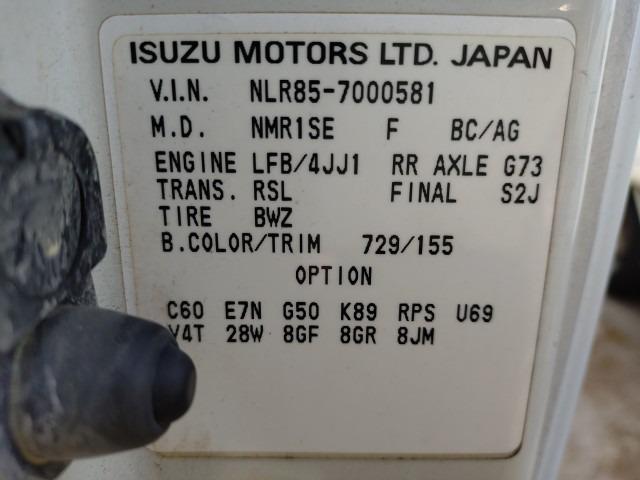 ISUZU MOTORS LTD. JAPAN
V.I.N. NLR85-7000581
M.D. NMR1SE F BC/AG
ENGINE LFB/4JJ1 RR AXLE G73
TRANS. RSL FINAL S2J
TIRE BWZ
B.COLOR/TRIM 729/155
OPTION
C60 E7N G50 K89 RPS U69
28W 8GF 8GR 8JM